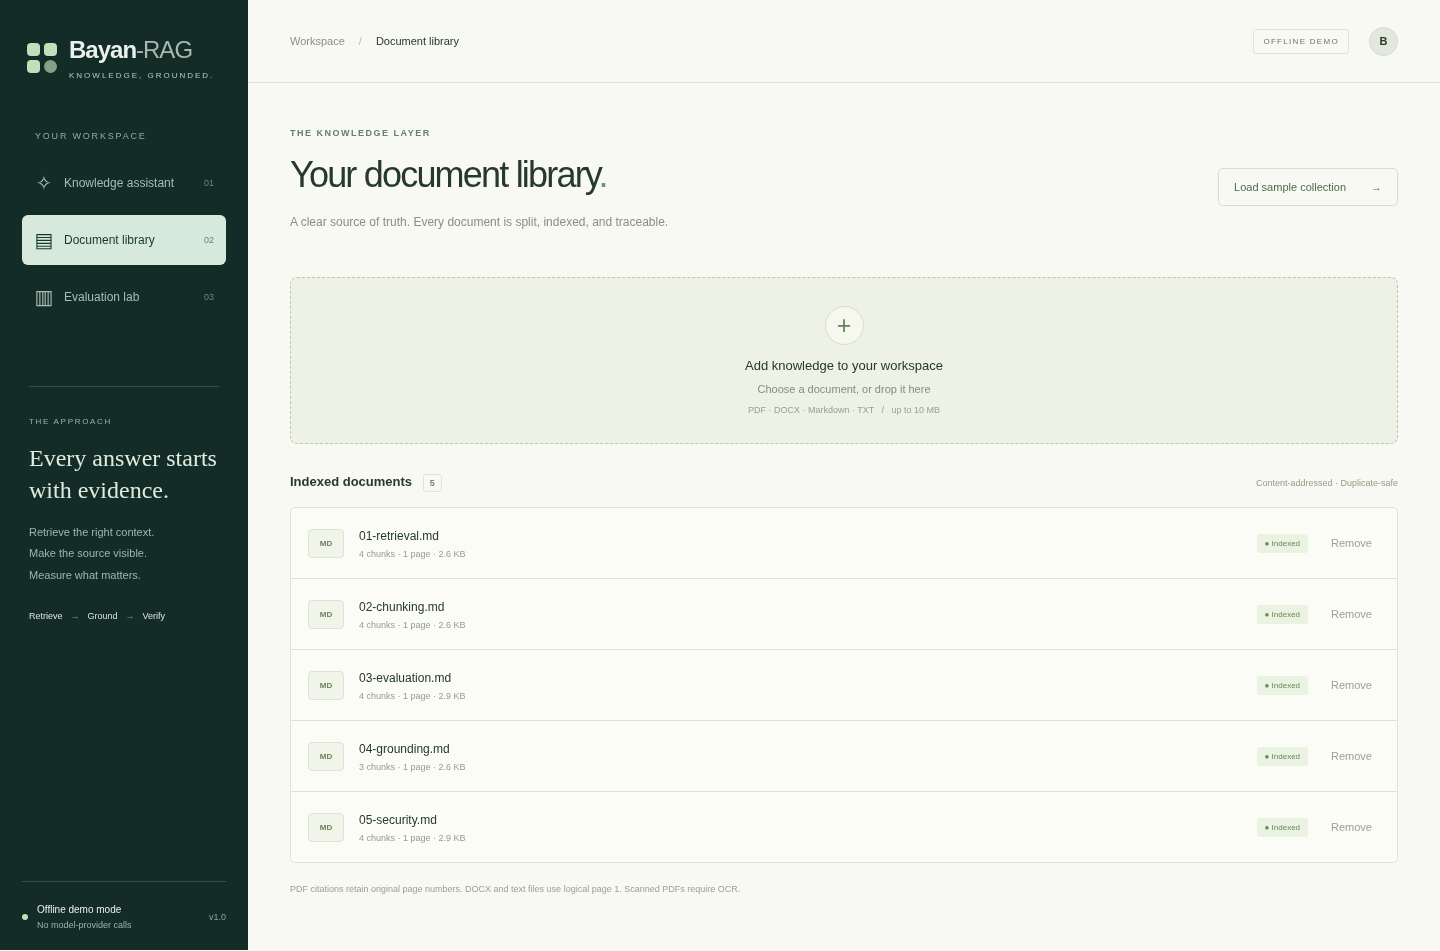 Bayan-RAG
KNOWLEDGE, GROUNDED.
YOUR WORKSPACE
Knowledge assistant 01
Document library 02
Evaluation lab 03
THE APPROACH
Every answer starts
with evidence.
Retrieve the right context.
Make the source visible.
Measure what matters.
Retrieve → Ground → Verify
Offline demo mode
No model-provider calls
v1.0
Workspace / Document library
OFFLINE DEMO
B
THE KNOWLEDGE LAYER
Your document library.
A clear source of truth. Every document is split, indexed, and traceable.
Load sample collection →
+
Add knowledge to your workspace
Choose a document, or drop it here
PDF · DOCX · Markdown · TXT / up to 10 MB
Indexed documents 5
Content-addressed · Duplicate-safe
MD
01-retrieval.md
4 chunks · 1 page · 2.6 KB
● Indexed
Remove
MD
02-chunking.md
4 chunks · 1 page · 2.6 KB
● Indexed
Remove
MD
03-evaluation.md
4 chunks · 1 page · 2.9 KB
● Indexed
Remove
MD
04-grounding.md
3 chunks · 1 page · 2.6 KB
● Indexed
Remove
MD
05-security.md
4 chunks · 1 page · 2.9 KB
● Indexed
Remove
PDF citations retain original page numbers. DOCX and text files use logical page 1. Scanned PDFs require OCR.